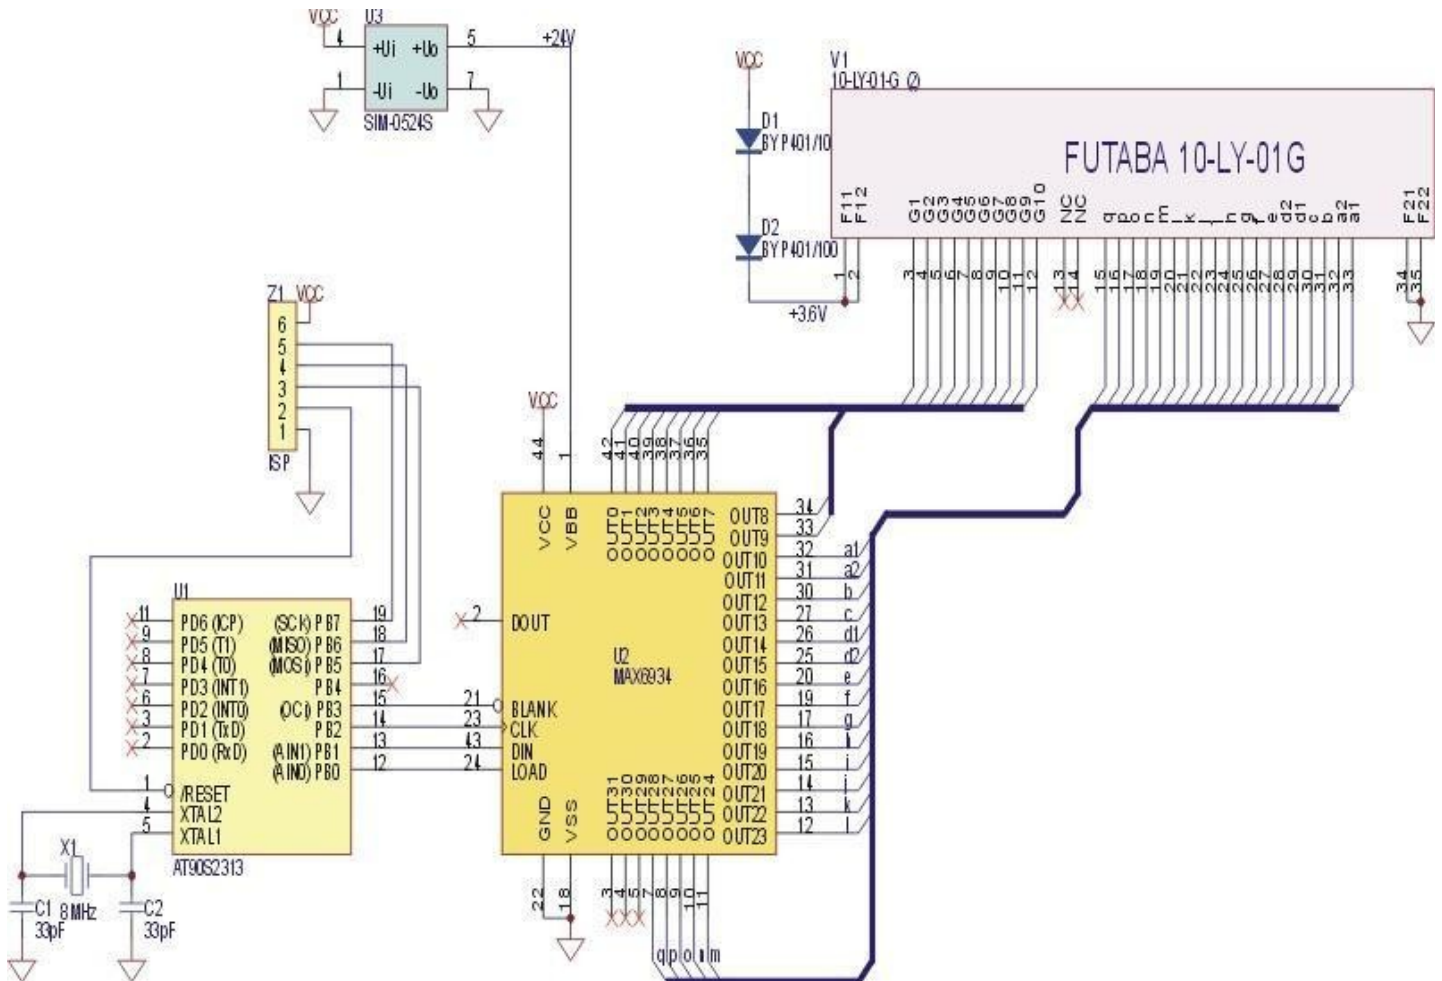 VCC
U3
4
+Ui
+Uo
5
+24V
1
-Ui
-Uo
7
SIM-0524S
VCC
D1
BYP401/10
D2
BYP401/100
+3.6V
V1
10-LY-01-G (2)
FUTABA 10-LY-01G
F11
F12
G1
G2
G3
G4
G5
G6
G7
G8
G9
G10
NC
NC
q
p
o
n
m
l
k
j
i
h
g
f
e
d2
d1
c
b
a2
a1
F21
F22
1
2
3
4
5
6
7
8
9
10
11
12
13
14
15
16
17
18
19
20
21
22
23
24
25
26
27
28
29
30
31
32
33
34
35
Z1
VCC
6
5
4
3
2
1
ISP
U1
11
PD6 (ICP)
(SCK) PB7
19
9
PD5 (T1)
(MISO) PB6
18
8
PD4 (T0)
(MOSI) PB5
17
7
PD3 (INT1)
PB4
16
6
PD2 (INT0)
(OCI) PB3
15
3
PD1 (TxD)
PB2
14
2
PD0 (RxD)
(AIN1) PB1
13
(AIN0) PB0
12
1
/RESET
4
XTAL2
5
XTAL1
AT90S2313
X1
8MHz
C1
33pF
C2
33pF
VCC
44
1
42
41
40
39
38
37
36
35
VCC
VBB
OUT0
OUT1
OUT2
OUT3
OUT4
OUT5
OUT6
OUT7
OUT8
34
OUT9
33
OUT10
32
a1
OUT11
31
a2
OUT12
30
b
OUT13
27
c
OUT14
26
d1
OUT15
25
d2
OUT16
20
e
OUT17
19
f
OUT18
17
g
OUT19
16
OUT20
15
i
OUT21
14
j
OUT22
13
k
OUT23
12
l
2
DOUT
U2
MAX6934
21
BLANK
23
CLK
43
DIN
24
LOAD
GND
VSS
OUT31
OUT30
OUT29
OUT28
OUT27
OUT26
OUT25
OUT24
22
18
3
4
5
7
8
9
10
11
q
p
o
m